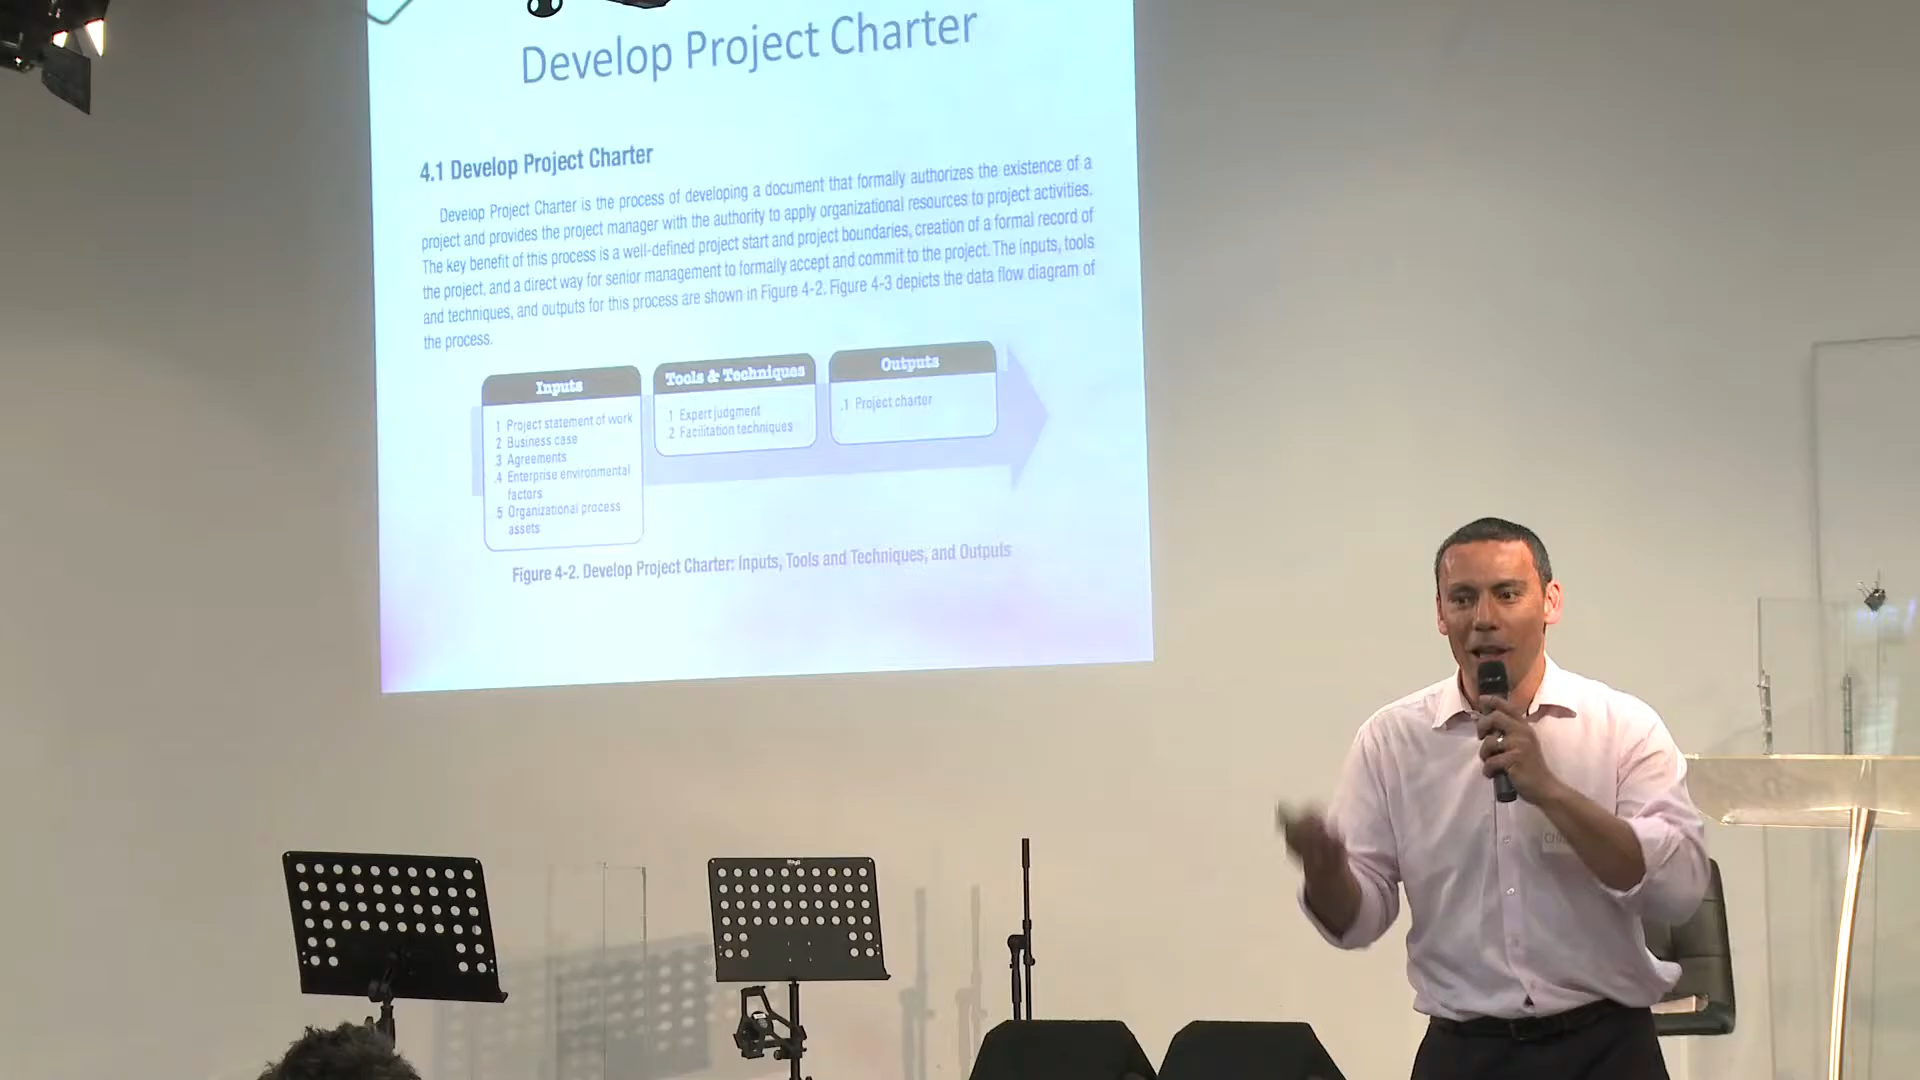 Develop Project Charter
4.1 Develop Project Charter
Develop Project Charter is the process of developing a document that formally authorizes the existence of a
project and provides the project manager with the authority to apply organizational resources to project activities.
The key benefit of this process is a well-defined project start and project boundaries, creation of a formal record of
the project, and a direct way for senior management to formally accept and commit to the project. The inputs, tools
and techniques, and outputs for this process are shown in Figure 4-2. Figure 4-3 depicts the data flow diagram of
the process.
Inputs
.1 Project statement of work
.2 Business case
.3 Agreements
.4 Enterprise environmental
factors
.5 Organizational process
assets
Tools & Techniques
.1 Expert judgment
.2 Facilitation techniques
Outputs
.1 Project charter
Figure 4-2. Develop Project Charter: Inputs, Tools and Techniques, and Outputs